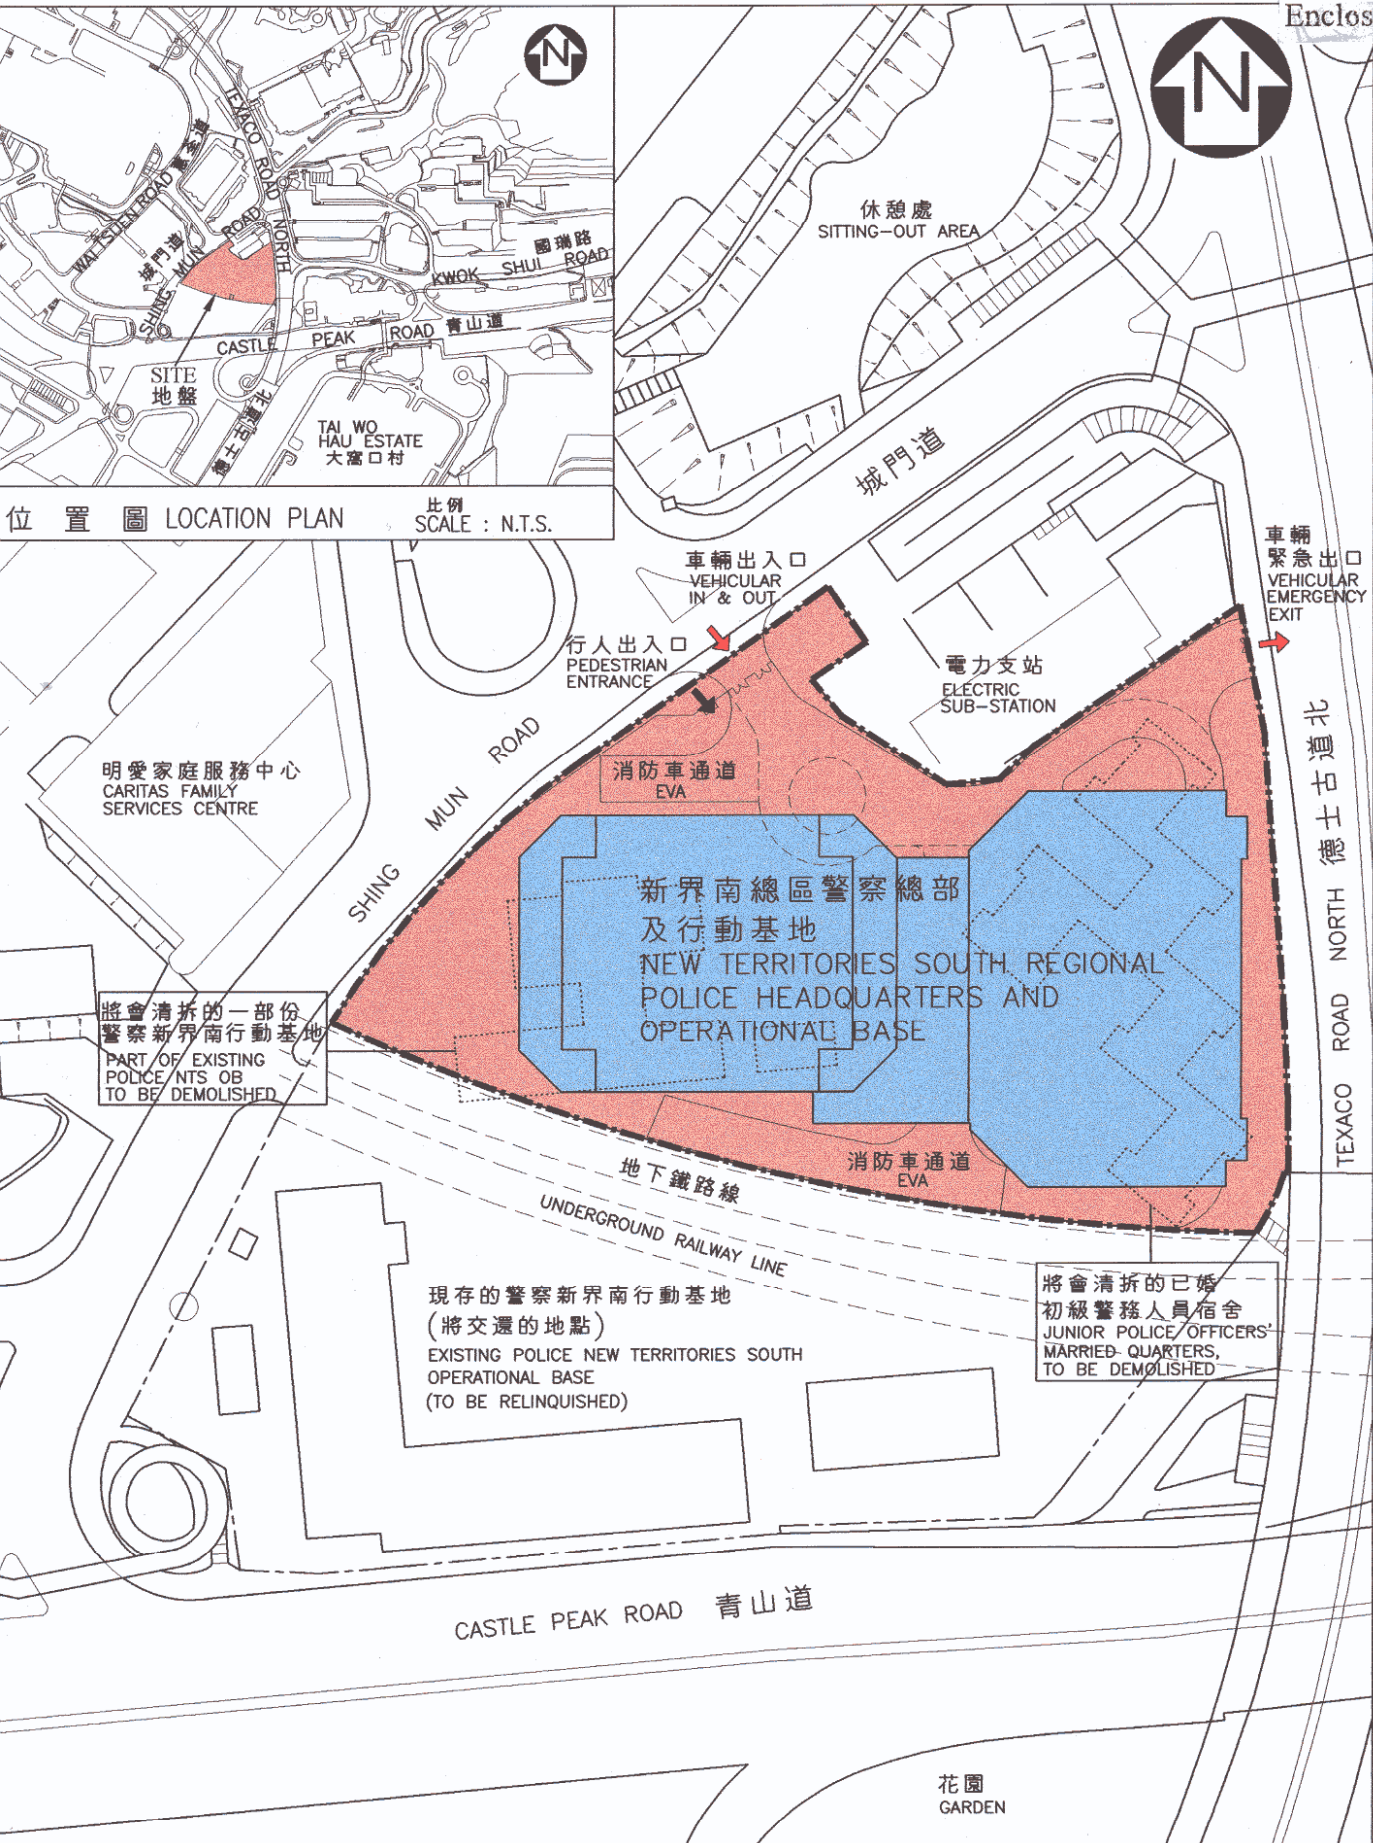 Enclos
N
N
TEXACO ROAD NORTH
WAI TSUEN ROAD
蕙荃道
城門道
SHING MUN ROAD
國瑞路
KWOK SHUI ROAD
CASTLE PEAK ROAD 青山道
SITE
地盤
德士古道北
TAI WO
HAU ESTATE
大窩口村
位置圖 LOCATION PLAN
比例
SCALE : N.T.S.
休憩處
SITTING-OUT AREA
城門道
車輛出入口
VEHICULAR
IN & OUT
行人出入口
PEDESTRIAN
ENTRANCE
車輛
緊急出口
VEHICULAR
EMERGENCY
EXIT
電力支站
ELECTRIC
SUB-STATION
明愛家庭服務中心
CARITAS FAMILY
SERVICES CENTRE
SHING MUN ROAD
消防車通道
EVA
新界南總區警察總部
及行動基地
NEW TERRITORIES SOUTH REGIONAL
POLICE HEADQUARTERS AND
OPERATIONAL BASE
TEXACO ROAD NORTH 德士古道北
將會清拆的一部份
警察新界南行動基地
PART OF EXISTING
POLICE NTS OB
TO BE DEMOLISHED
消防車通道
EVA
地下鐵路線
UNDERGROUND RAILWAY LINE
現存的警察新界南行動基地
(將交還的地點)
EXISTING POLICE NEW TERRITORIES SOUTH
OPERATIONAL BASE
(TO BE RELINQUISHED)
將會清拆的已婚
初級警務人員宿舍
JUNIOR POLICE OFFICERS'
MARRIED QUARTERS,
TO BE DEMOLISHED
CASTLE PEAK ROAD 青山道
花園
GARDEN